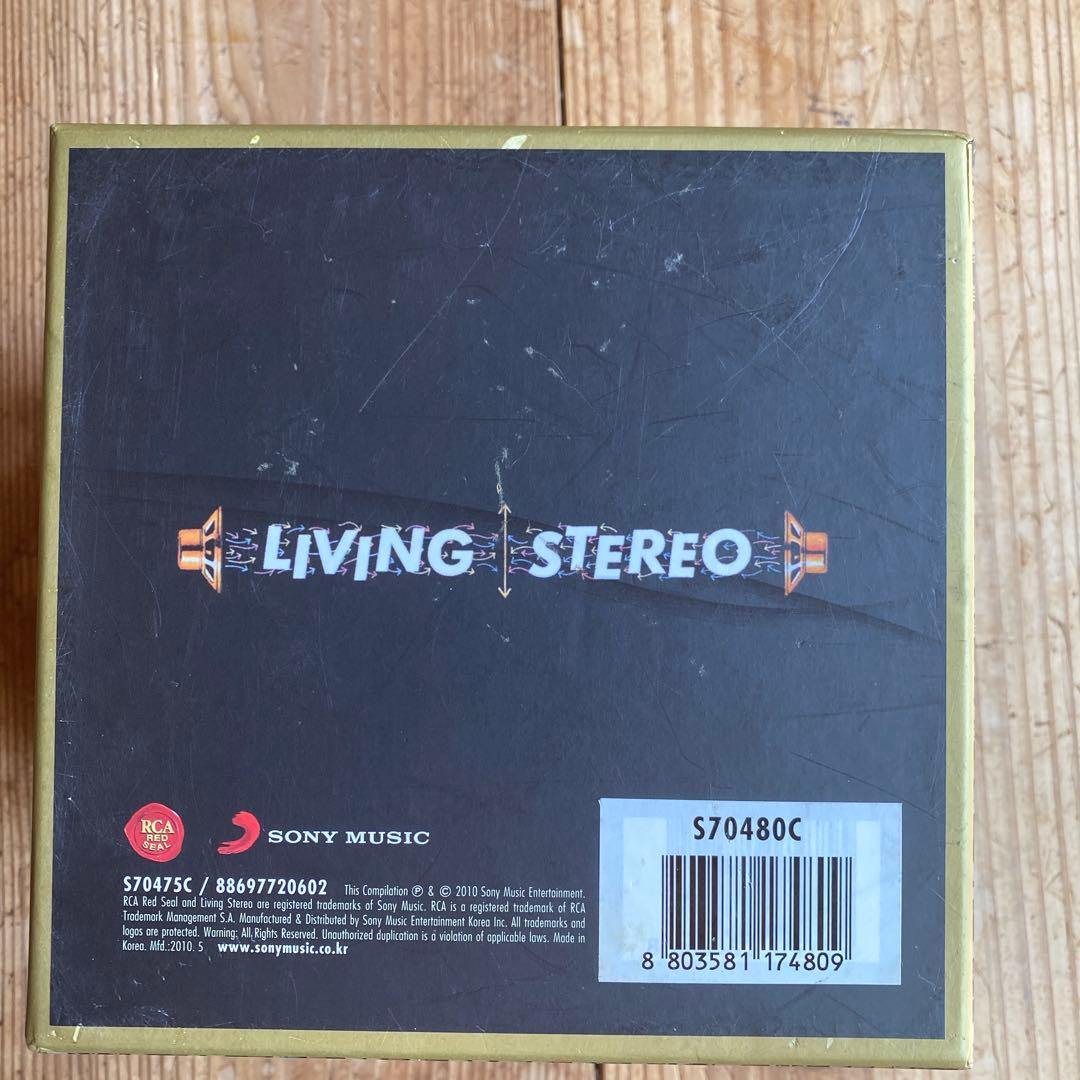 LIVING STEREO
RCA
RED
SEAL
SONY MUSIC
S70475C / 88697720602 This Compilation ℗ & © 2010 Sony Music Entertainment.
RCA Red Seal and Living Stereo are registered trademarks of Sony Music. RCA is a registered trademark of RCA
Trademark Management S.A. Manufactured & Distributed by Sony Music Entertainment Korea Inc. All trademarks and
logos are protected. Warning: All Rights Reserved. Unauthorized duplication is a violation of applicable laws. Made in
Korea. Mfd.:2010. 5 www.sonymusic.co.kr
S70480C
8 803581 174809